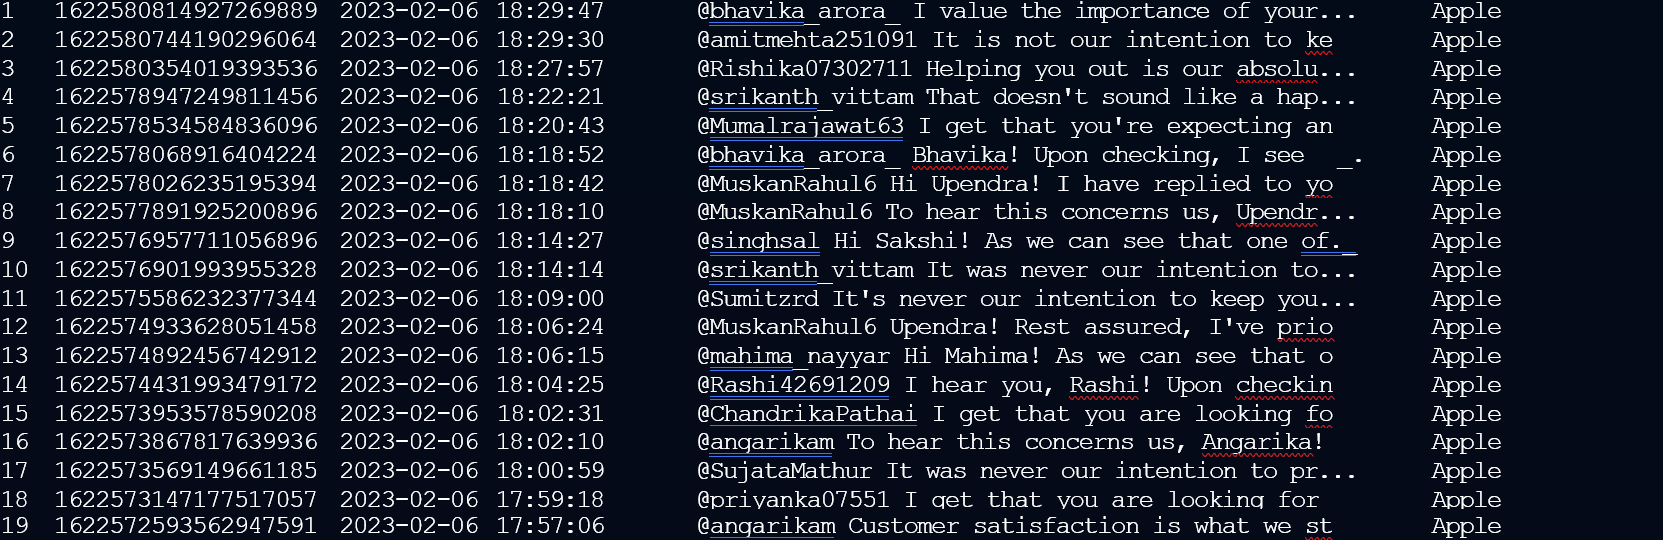 1 1622580814927269889 2023-02-06 18:29:47 @bhavika_arora_ I value the importance of your... Apple
2 1622580744190296064 2023-02-06 18:29:30 @amitmehta251091 It is not our intention to ke Apple
3 1622580354019393536 2023-02-06 18:27:57 @Rishika07302711 Helping you out is our absolu... Apple
4 1622578947249811456 2023-02-06 18:22:21 @srikanth_vittam That doesn't sound like a hap... Apple
5 1622578534584836096 2023-02-06 18:20:43 @Mumalrajawat63 I get that you're expecting an Apple
6 1622578068916404224 2023-02-06 18:18:52 @bhavika_arora_ Bhavika! Upon checking, I see _. Apple
7 1622578026235195394 2023-02-06 18:18:42 @MuskanRahul6 Hi Upendra! I have replied to yo Apple
8 1622577891925200896 2023-02-06 18:18:10 @MuskanRahul6 To hear this concerns us, Upendr... Apple
9 1622576957711056896 2023-02-06 18:14:27 @singhsal Hi Sakshi! As we can see that one of._ Apple
10 1622576901993955328 2023-02-06 18:14:14 @srikanth_vittam It was never our intention to... Apple
11 1622575586232377344 2023-02-06 18:09:00 @Sumitzrd It's never our intention to keep you... Apple
12 1622574933628051458 2023-02-06 18:06:24 @MuskanRahul6 Upendra! Rest assured, I've prio Apple
13 1622574892456742912 2023-02-06 18:06:15 @mahima_nayyar Hi Mahima! As we can see that o Apple
14 1622574431993479172 2023-02-06 18:04:25 @Rashi42691209 I hear you, Rashi! Upon checkin Apple
15 1622573953578590208 2023-02-06 18:02:31 @ChandrikaPathai I get that you are looking fo Apple
16 1622573867817639936 2023-02-06 18:02:10 @angarikam To hear this concerns us, Angarika! Apple
17 1622573569149661185 2023-02-06 18:00:59 @SujataMathur It was never our intention to pr... Apple
18 1622573147177517057 2023-02-06 17:59:18 @priyanka07551 I get that you are looking for Apple
19 1622572593562947591 2023-02-06 17:57:06 @angarikam Customer satisfaction is what we st Apple